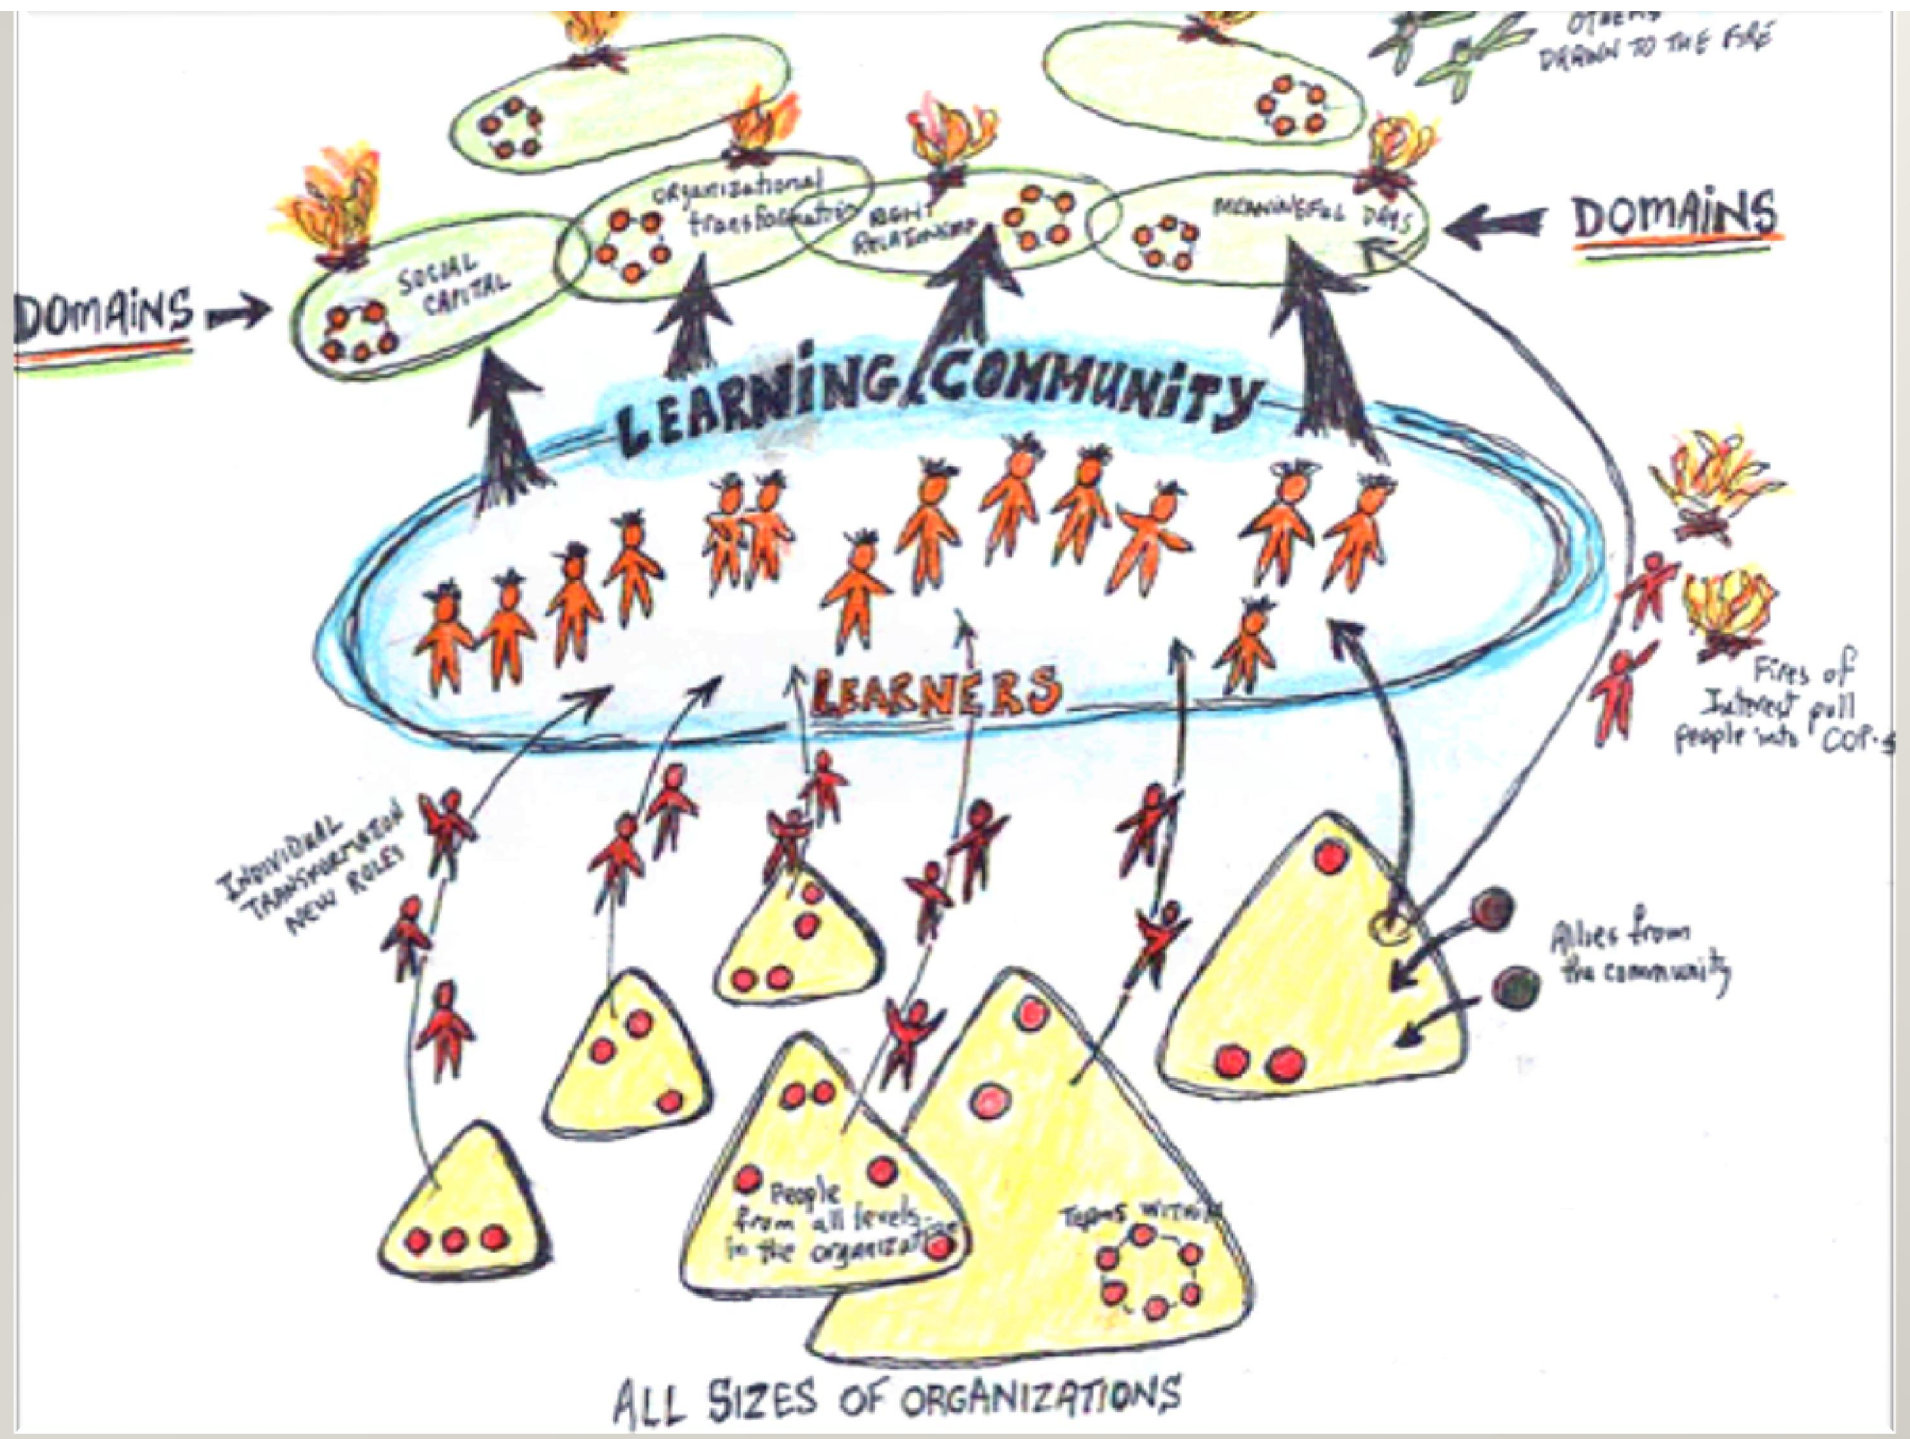 OTHERS
DRAWN TO THE FIRE
ORGANIZATIONAL
transformation
RIGHT
RELATIONSHIP
MEANINGFUL DAYS
DOMAiNS
SOCIAL
CAPITAL
DOMAiNS
LEARNiNG COMMUNiTY
LEARNERS
Fires of
Interest pull
people into COP.s
INDIVIDUAL
TRANSFORMATION
NEW ROLES
Allies from
the community
People
from all levels
in the organization
Teams WITHIN
ALL SIZES OF ORGANIZATIONS